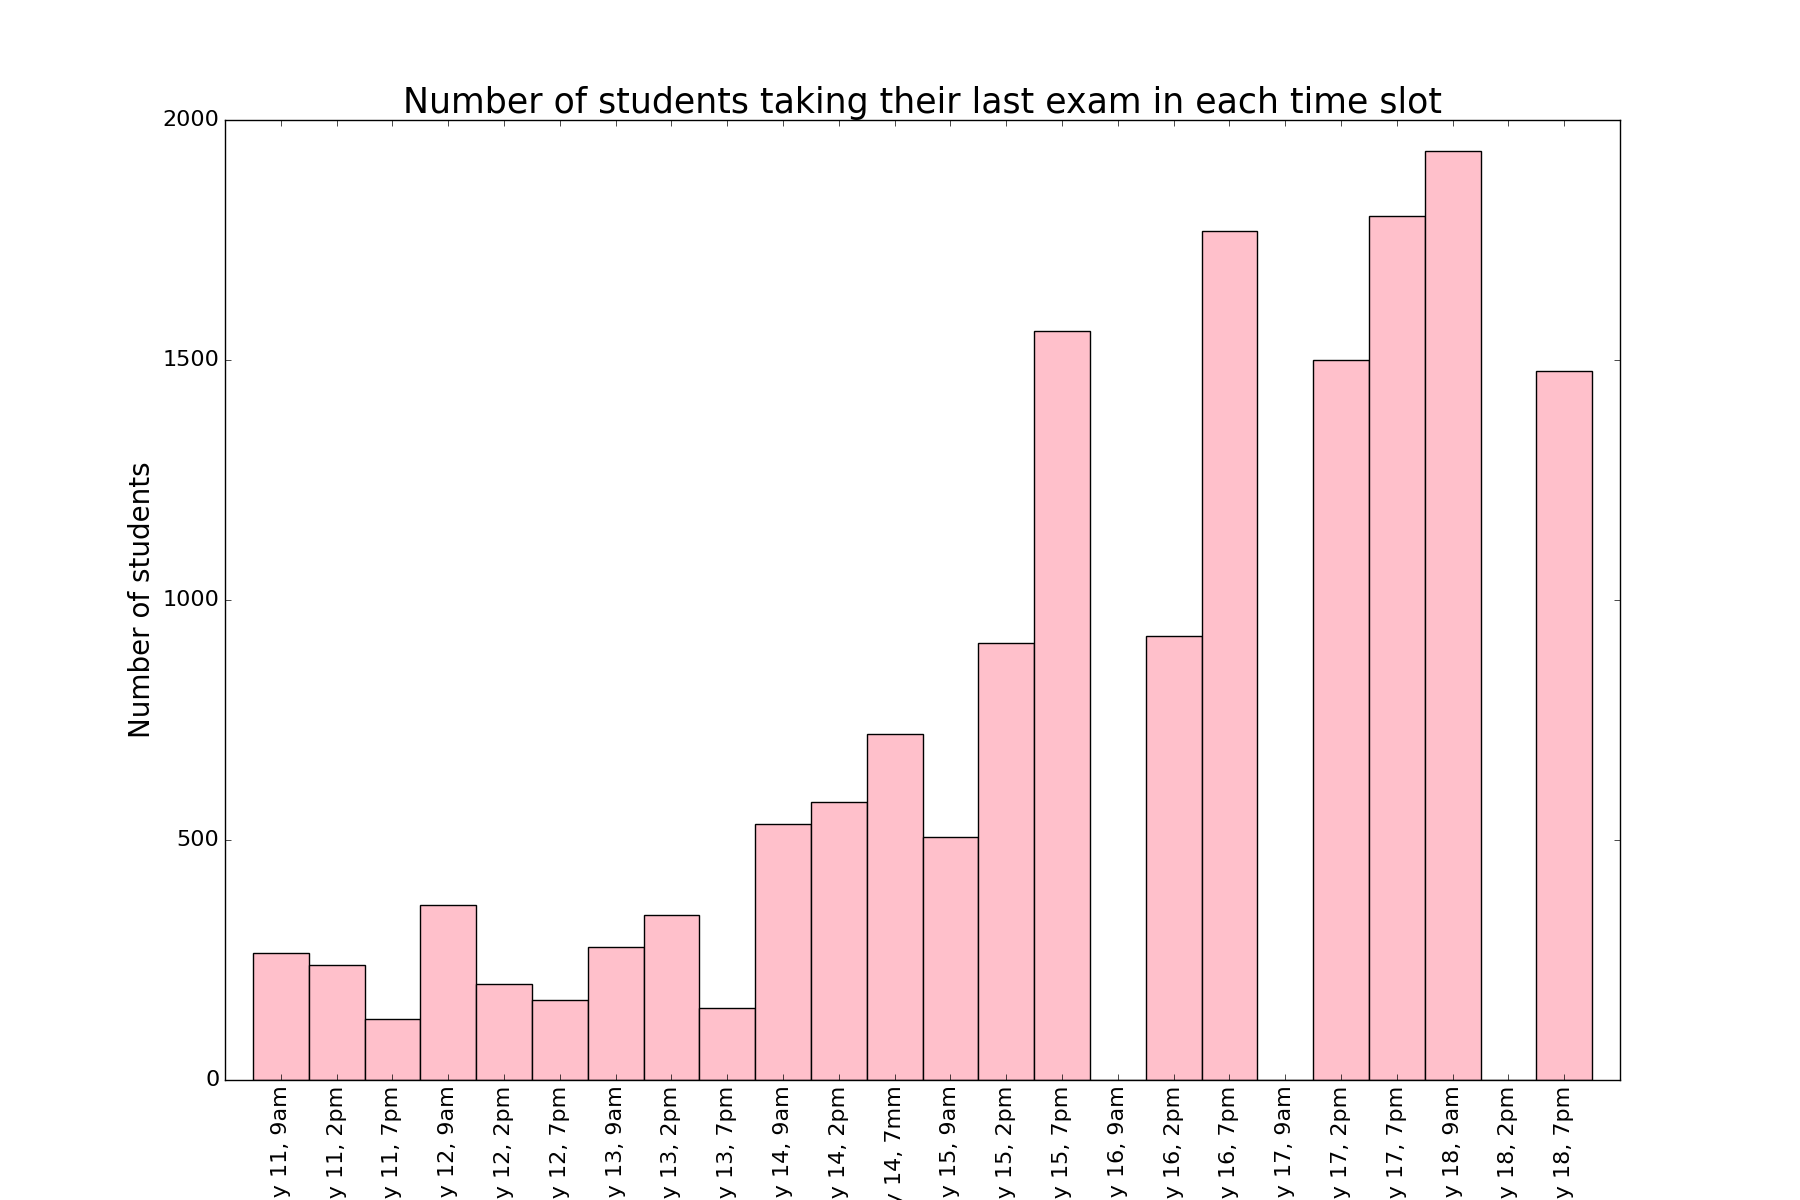 Number of students taking their last exam in each time slot
Number of students
2000
1500
1000
500
0
y 11, 9am
y 11, 2pm
y 11, 7pm
y 12, 9am
y 12, 2pm
y 12, 7pm
y 13, 9am
y 13, 2pm
y 13, 7pm
y 14, 9am
y 14, 2pm
y 14, 7mm
y 15, 9am
y 15, 2pm
y 15, 7pm
y 16, 9am
y 16, 2pm
y 16, 7pm
y 17, 9am
y 17, 2pm
y 17, 7pm
y 18, 9am
y 18, 2pm
y 18, 7pm